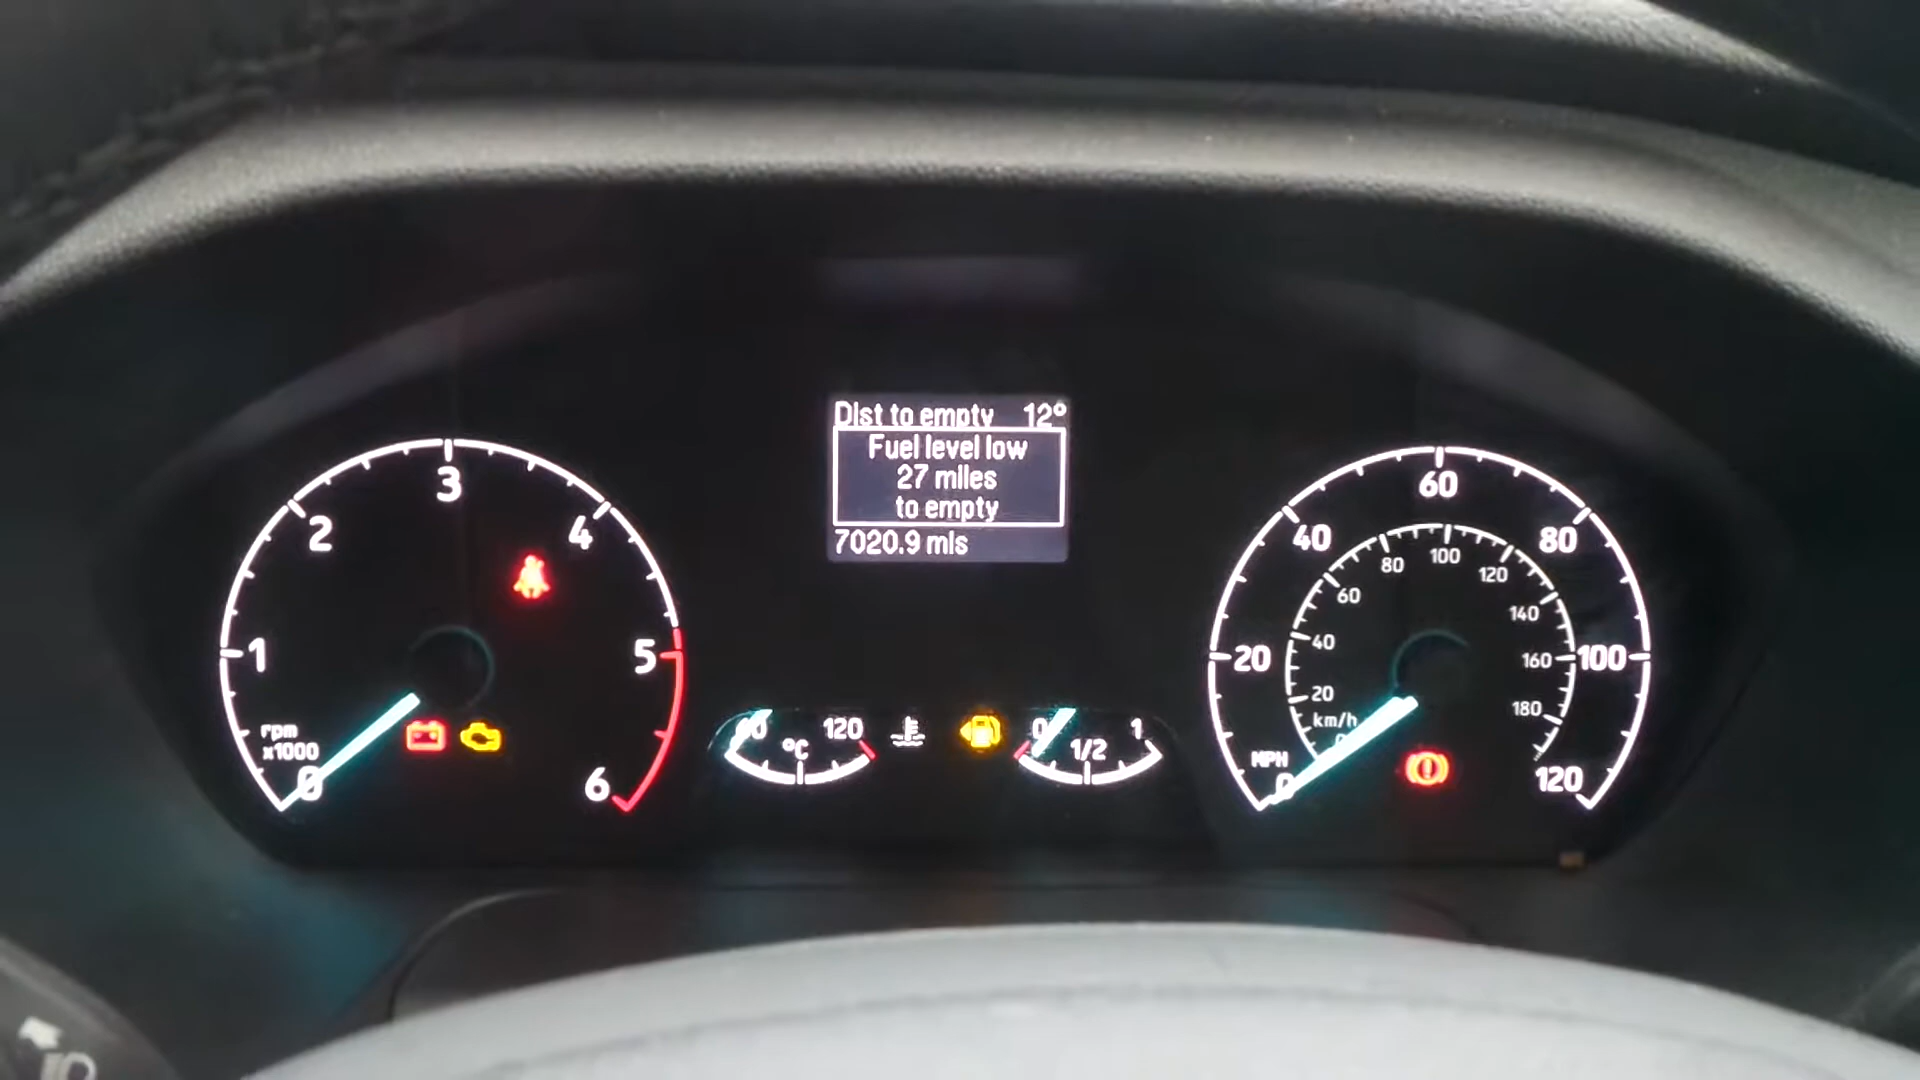 Dist to empty 12°
Fuel level low
27 miles
to empty
7020.9 mls
0 1 2 3 4 5 6
rpm
x1000
120
°C
0 1/2 1
0 20 40 60 80 100 120
MPH
20 40 60 80 100 120 140 160 180
km/h